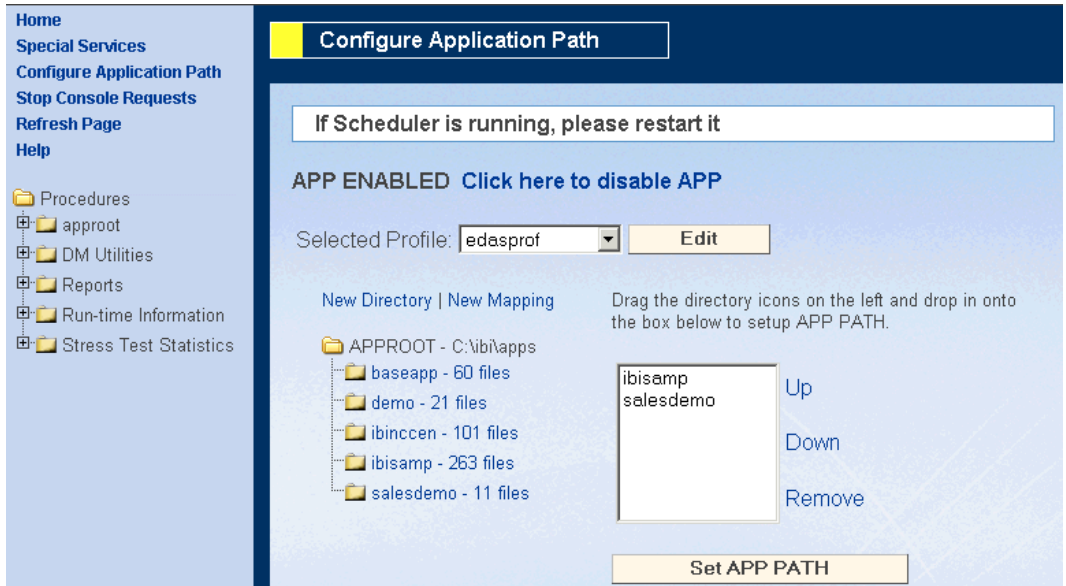 Home
Special Services
Configure Application Path
Stop Console Requests
Refresh Page
Help
Procedures
approot
DM Utilities
Reports
Run-time Information
Stress Test Statistics
Configure Application Path
If Scheduler is running, please restart it
APP ENABLED Click here to disable APP
Selected Profile: edasprof Edit
New Directory | New Mapping
APPROOT - C:\ibi\apps
baseapp - 60 files
demo - 21 files
ibinccen - 101 files
ibisamp - 263 files
salesdemo - 11 files
Drag the directory icons on the left and drop in onto
the box below to setup APP PATH.
ibisamp
salesdemo
Up
Down
Remove
Set APP PATH